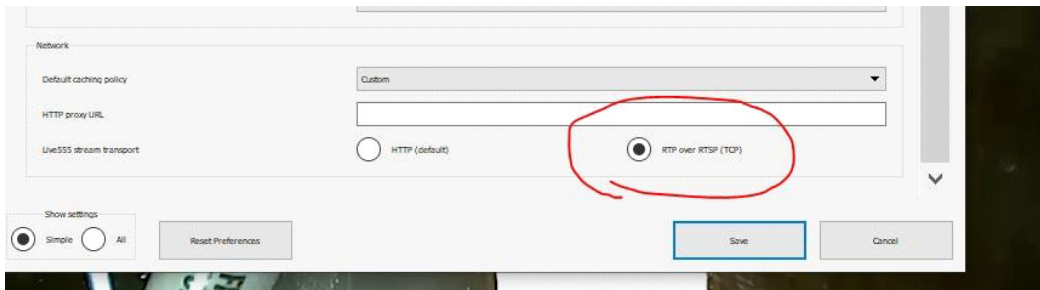 Network
Default caching policy
Custom
HTTP proxy URL
Live555 stream transport
HTTP (default)
RTP over RTSP (TCP)
Show settings
Simple
All
Reset Preferences
Save
Cancel